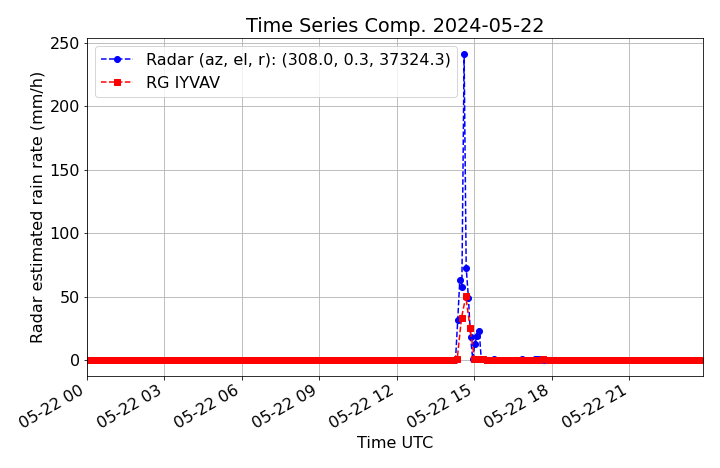 Time Series Comp. 2024-05-22
Radar estimated rain rate (mm/h)
250
200
150
100
50
0
Radar (az, el, r): (308.0, 0.3, 37324.3)
RG IYVAV
05-22 00
05-22 03
05-22 06
05-22 09
05-22 12
05-22 15
05-22 18
05-22 21
Time UTC